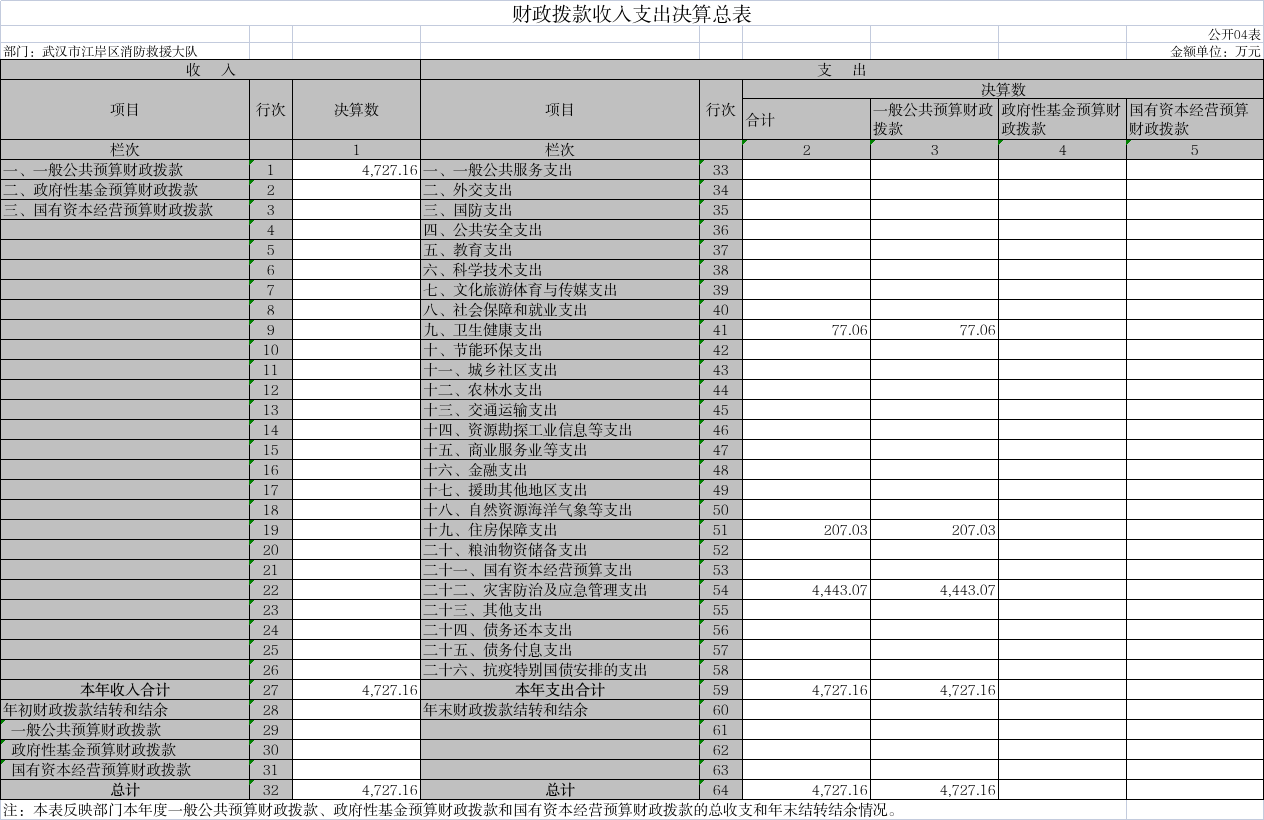 财政拨款收入支出决算总表
公开04表
部门：武汉市江岸区消防救援大队 金额单位：万元
收 入 支 出
项目 行次 决算数 项目 行次 决算数
合计 一般公共预算财政拨款 政府性基金预算财政拨款 国有资本经营预算财政拨款
栏次 1 栏次 2 3 4 5
一、一般公共预算财政拨款 1 4,727.16 一、一般公共服务支出 33
二、政府性基金预算财政拨款 2 二、外交支出 34
三、国有资本经营预算财政拨款 3 三、国防支出 35
4 四、公共安全支出 36
5 五、教育支出 37
6 六、科学技术支出 38
7 七、文化旅游体育与传媒支出 39
8 八、社会保障和就业支出 40
9 九、卫生健康支出 41 77.06 77.06
10 十、节能环保支出 42
11 十一、城乡社区支出 43
12 十二、农林水支出 44
13 十三、交通运输支出 45
14 十四、资源勘探工业信息等支出 46
15 十五、商业服务业等支出 47
16 十六、金融支出 48
17 十七、援助其他地区支出 49
18 十八、自然资源海洋气象等支出 50
19 十九、住房保障支出 51 207.03 207.03
20 二十、粮油物资储备支出 52
21 二十一、国有资本经营预算支出 53
22 二十二、灾害防治及应急管理支出 54 4,443.07 4,443.07
23 二十三、其他支出 55
24 二十四、债务还本支出 56
25 二十五、债务付息支出 57
26 二十六、抗疫特别国债安排的支出 58
本年收入合计 27 4,727.16 本年支出合计 59 4,727.16 4,727.16
年初财政拨款结转和结余 28 年末财政拨款结转和结余 60
一般公共预算财政拨款 29 61
政府性基金预算财政拨款 30 62
国有资本经营预算财政拨款 31 63
总计 32 4,727.16 总计 64 4,727.16 4,727.16
注：本表反映部门本年度一般公共预算财政拨款、政府性基金预算财政拨款和国有资本经营预算财政拨款的总收支和年末结转结余情况。